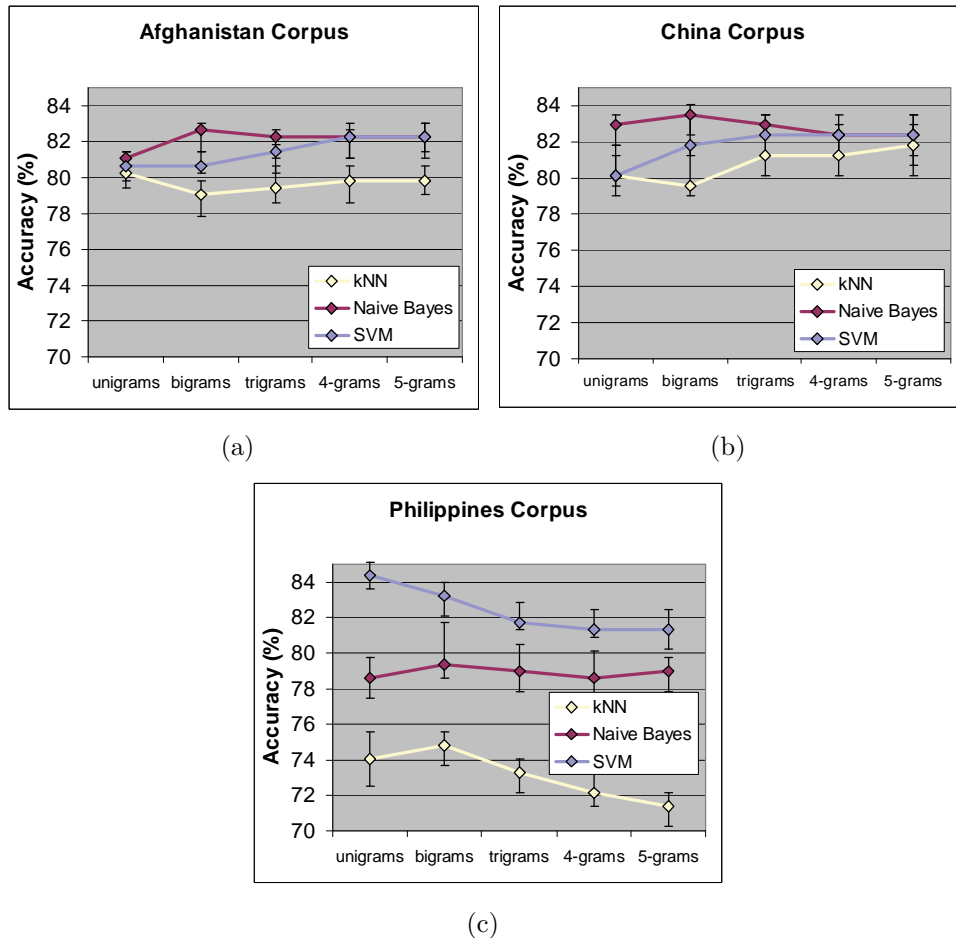 Afghanistan Corpus
84
82
80
78
76
74
72
70
Accuracy (%)
kNN
Naive Bayes
SVM
unigrams bigrams trigrams 4-grams 5-grams
(a)
China Corpus
84
82
80
78
76
74
72
70
Accuracy (%)
kNN
Naive Bayes
SVM
unigrams bigrams trigrams 4-grams 5-grams
(b)
Philippines Corpus
84
82
80
78
76
74
72
70
Accuracy (%)
kNN
Naive Bayes
SVM
unigrams bigrams trigrams 4-grams 5-grams
(c)